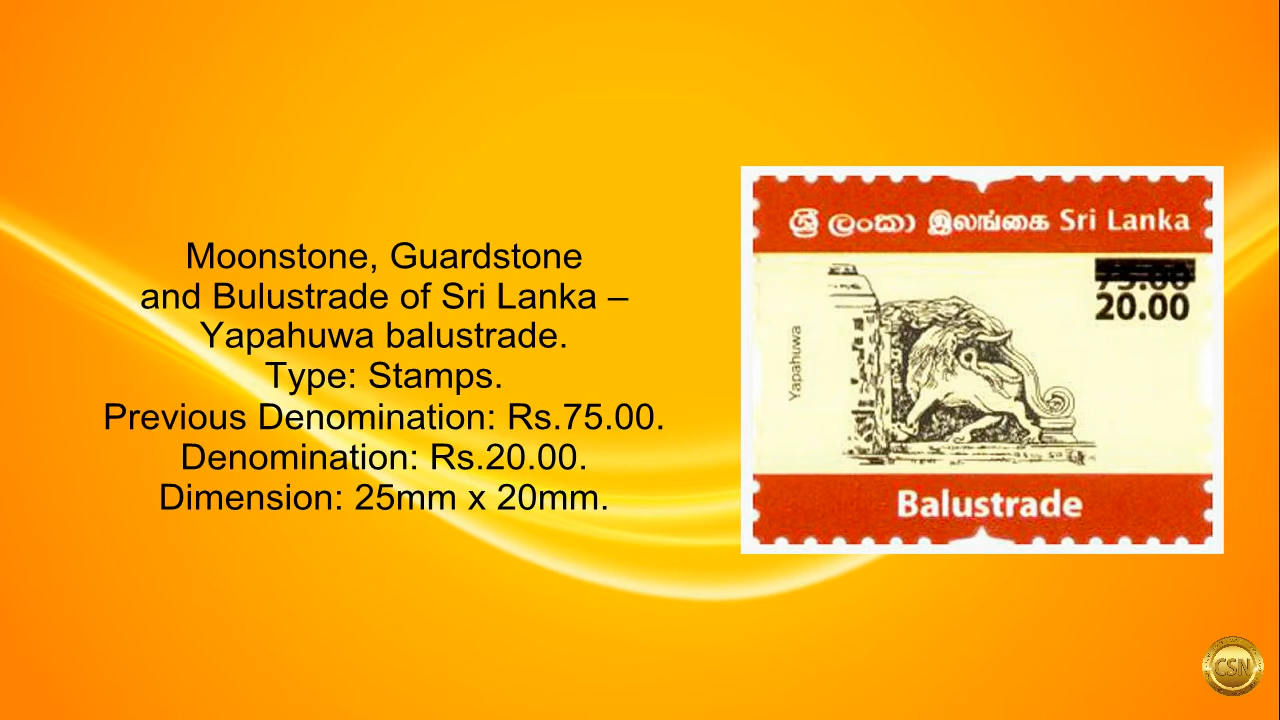 Moonstone, Guardstone
and Bulustrade of Sri Lanka –
Yapahuwa balustrade.
Type: Stamps.
Previous Denomination: Rs.75.00.
Denomination: Rs.20.00.
Dimension: 25mm x 20mm.
ශ්‍රී ලංකා இலங்கை Sri Lanka
75.00
20.00
Yapahuwa
Balustrade
CSN